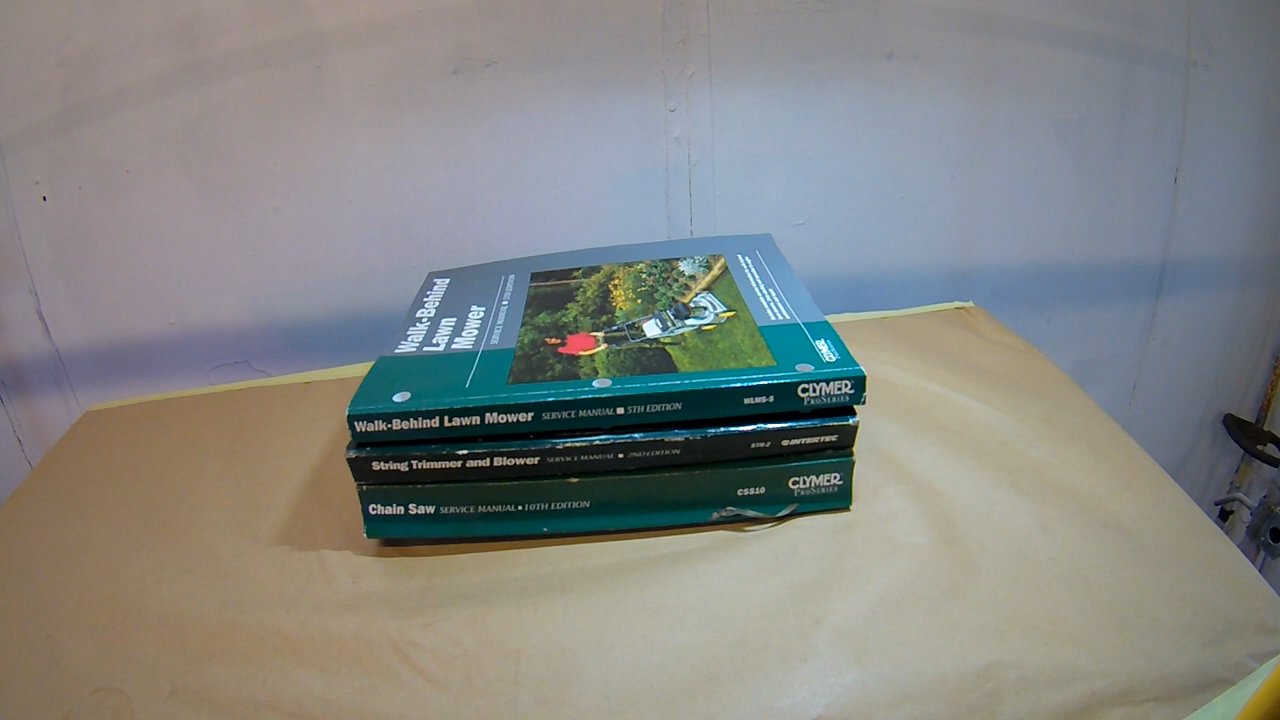 Walk-Behind
Lawn
Mower
SERVICE MANUAL ■ 5TH EDITION
CLYMER
PROSERIES
Walk-Behind Lawn Mower SERVICE MANUAL ■ 5TH EDITION WLMS-5 CLYMER
PROSERIES
String Trimmer and Blower SERVICE MANUAL ■ 2ND EDITION STR-2 INTERTEC
Chain Saw SERVICE MANUAL ■ 10TH EDITION CSS10 CLYMER
PROSERIES